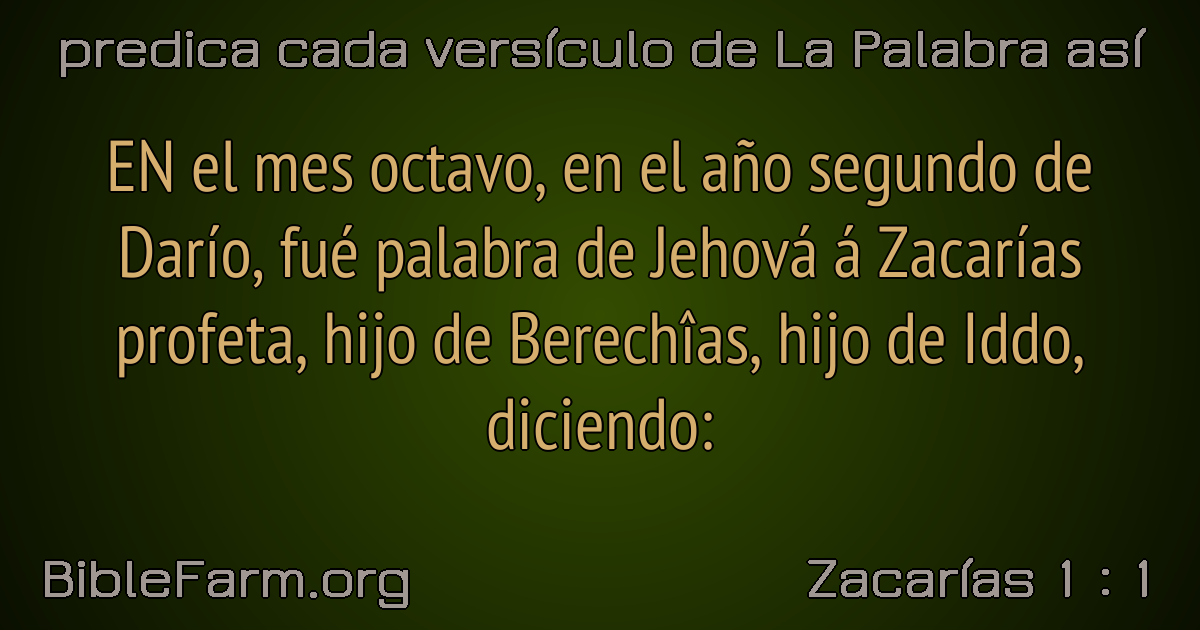 predica cada versículo de La Palabra así
EN el mes octavo, en el año segundo de
Darío, fué palabra de Jehová á Zacarías
profeta, hijo de Berechîas, hijo de Iddo,
diciendo:
BibleFarm.org
Zacarías 1 : 1